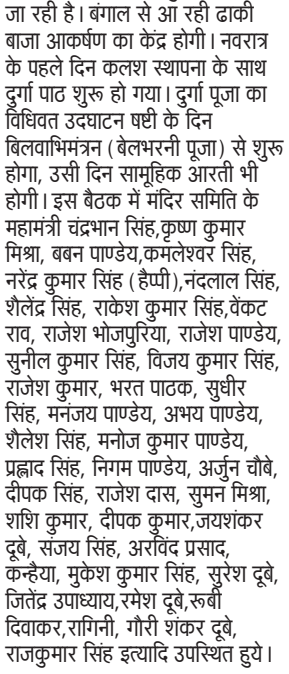 जा रही है। बंगाल से आ रही ढाकी
बाजा आकर्षण का केंद्र होगी। नवरात्र
के पहले दिन कलश स्थापना के साथ
दुर्गा पाठ शुरू हो गया। दुर्गा पूजा का
विधिवत उदघाटन षष्टी के दिन
बिलवाभिमंत्रन (बेलभरनी पूजा) से शुरू
होगा, उसी दिन सामूहिक आरती भी
होगी। इस बैठक में मंदिर समिति के
महामंत्री चंद्रभान सिंह,कृष्ण कुमार
मिश्रा, बबन पाण्डेय,कमलेश्वर सिंह,
नरेंद्र कुमार सिंह (हैप्पी),नंदलाल सिंह,
शैलेंद्र सिंह, राकेश कुमार सिंह,वेंकट
राव, राजेश भोजपुरिया, राजेश पाण्डेय,
सुनील कुमार सिंह, विजय कुमार सिंह,
राजेश कुमार, भरत पाठक, सुधीर
सिंह, मनंजय पाण्डेय, अभय पाण्डेय,
शैलेश सिंह, मनोज कुमार पाण्डेय,
प्रह्लाद सिंह, निगम पाण्डेय, अर्जुन चौबे,
दीपक सिंह, राजेश दास, सुमन मिश्रा,
शशि कुमार, दीपक कुमार,जयशंकर
दूबे, संजय सिंह, अरविंद प्रसाद,
कन्हैया, मुकेश कुमार सिंह, सुरेश दूबे,
जितेंद्र उपाध्याय,रमेश दूबे,रूबी
दिवाकर,रागिनी, गौरी शंकर दूबे,
राजकुमार सिंह इत्यादि उपस्थित हुये।